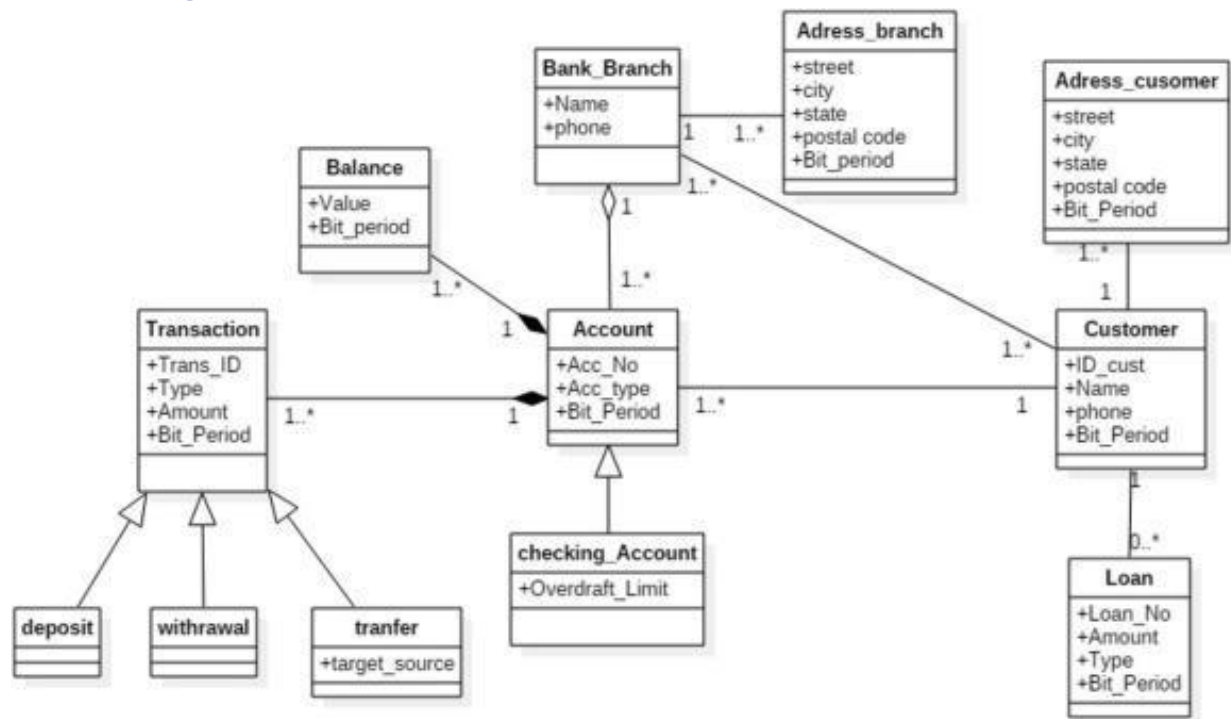 Adress_branch
+street
+city
+state
+postal code
+Bit_period
Bank_Branch
+Name
+phone
1
1..*
Adress_cusomer
+street
+city
+state
+postal code
+Bit_Period
1..*
1
Balance
+Value
+Bit_period
1..*
1
1
1..*
1..*
1..*
Transaction
+Trans_ID
+Type
+Amount
+Bit_Period
1..*
1
Account
+Acc_No
+Acc_type
+Bit_Period
1..*
1
Customer
+ID_cust
+Name
+phone
+Bit_Period
1
0..*
checking_Account
+Overdraft_Limit
Loan
+Loan_No
+Amount
+Type
+Bit_Period
deposit
withrawal
tranfer
+target_source